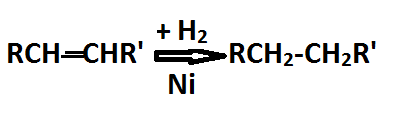 + H₂
RCH=CHR' ⇒ RCH₂-CH₂R'
Ni